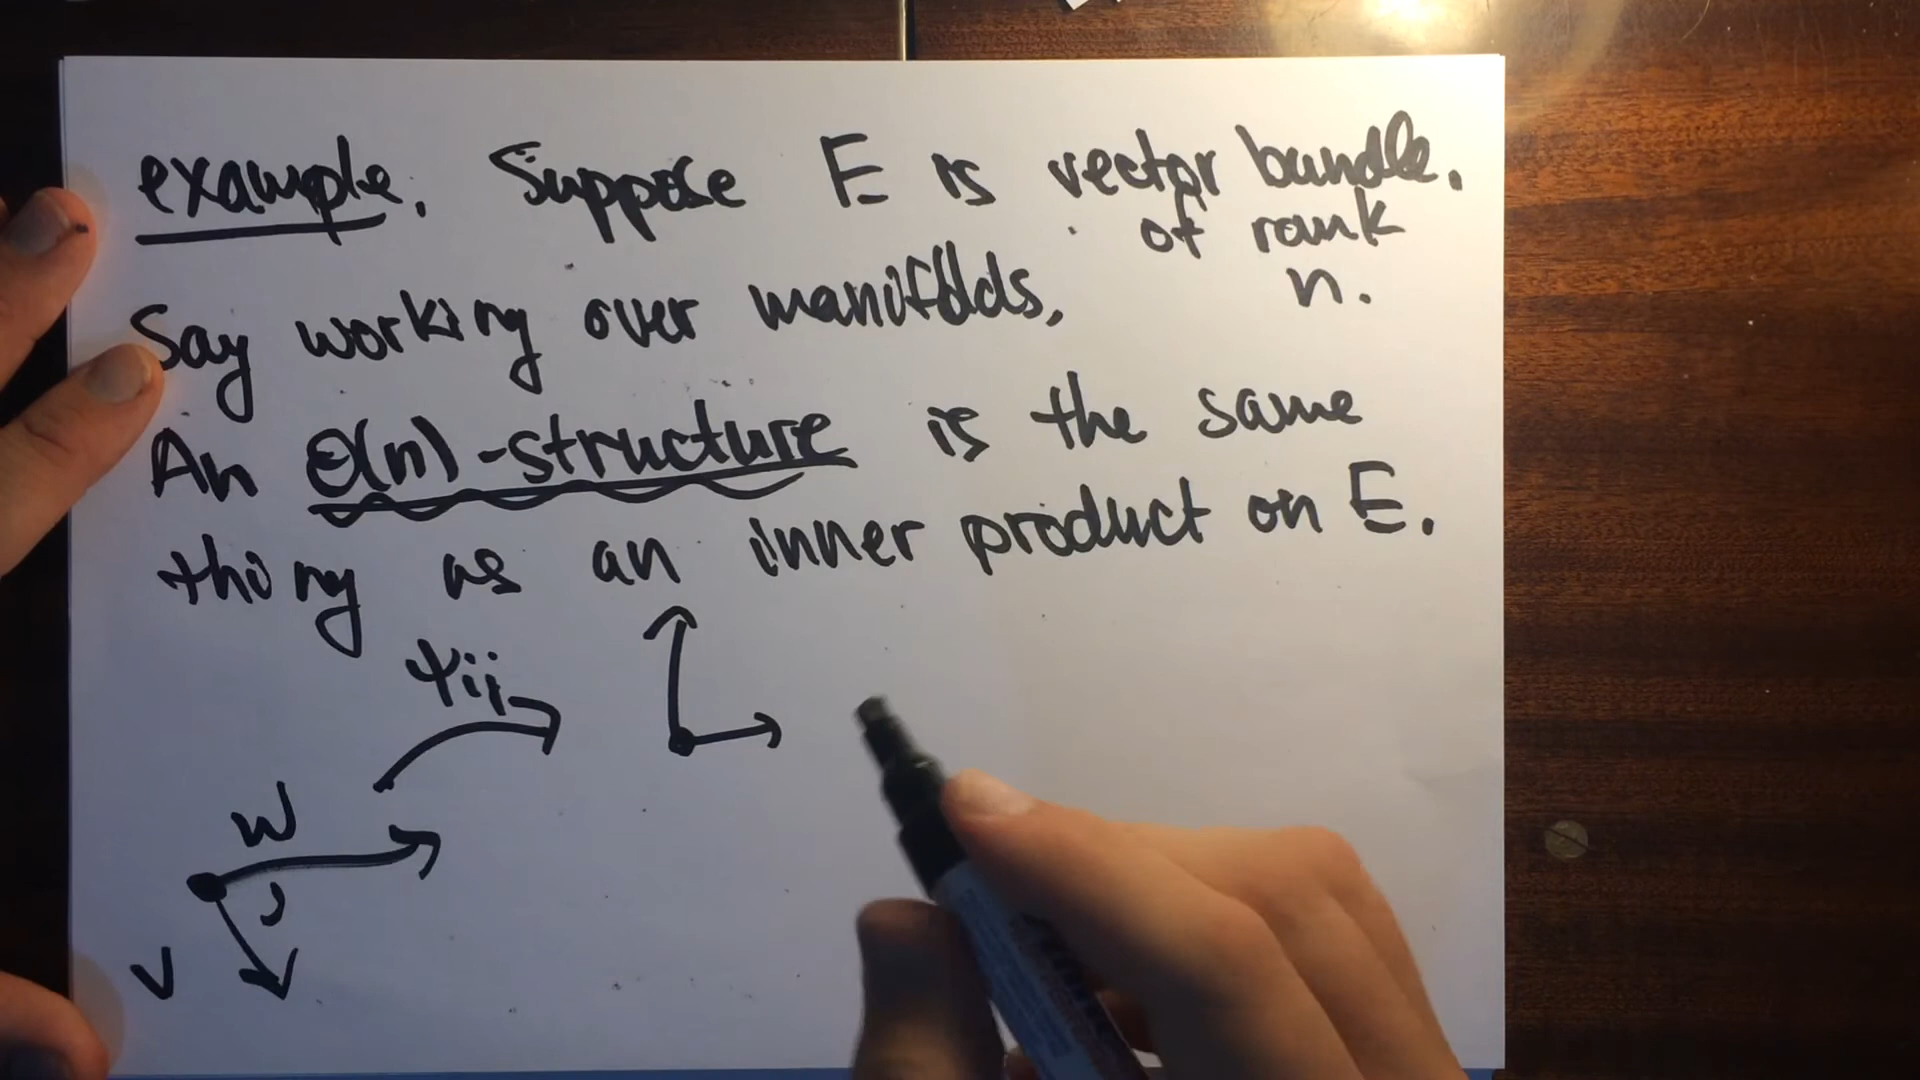 example. Suppose E is vector bundle.
of rank
n.
Say working over manifolds,
An O(n)-structure is the same
thing as an inner product on E.
ψij
w
v